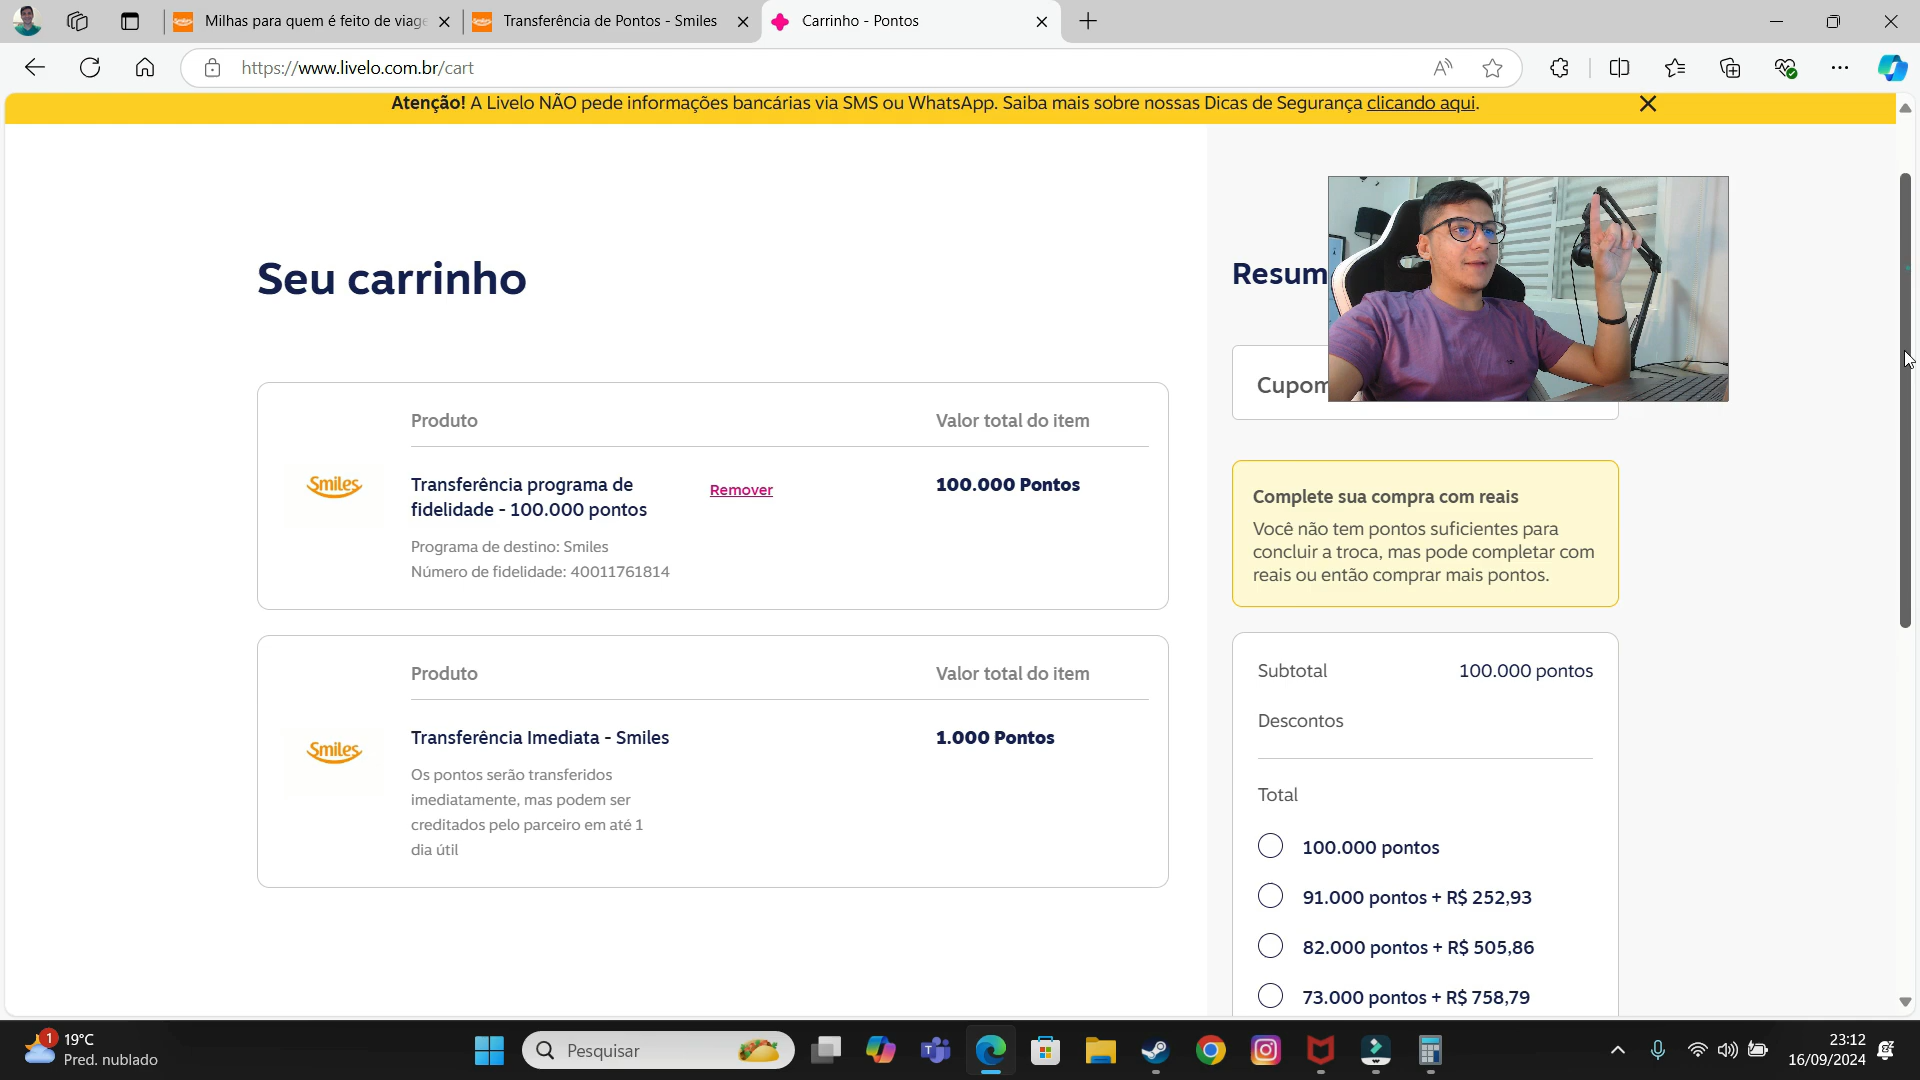 Milhas para quem é feito de viage
Transferência de Pontos - Smiles
Carrinho - Pontos
https://www.livelo.com.br/cart
Atenção! A Livelo NÃO pede informações bancárias via SMS ou WhatsApp. Saiba mais sobre nossas Dicas de Segurança clicando aqui.
Seu carrinho
Produto
Valor total do item
Smiles
Transferência programa de
fidelidade - 100.000 pontos
Remover
100.000 Pontos
Programa de destino: Smiles
Número de fidelidade: 40011761814
Produto
Valor total do item
Smiles
Transferência Imediata - Smiles
1.000 Pontos
Os pontos serão transferidos
imediatamente, mas podem ser
creditados pelo parceiro em até 1
dia útil
Resum
Cupom
Complete sua compra com reais
Você não tem pontos suficientes para
concluir a troca, mas pode completar com
reais ou então comprar mais pontos.
Subtotal
100.000 pontos
Descontos
Total
100.000 pontos
91.000 pontos + R$ 252,93
82.000 pontos + R$ 505,86
73.000 pontos + R$ 758,79
1
19°C
Pred. nublado
Pesquisar
23:12
16/09/2024